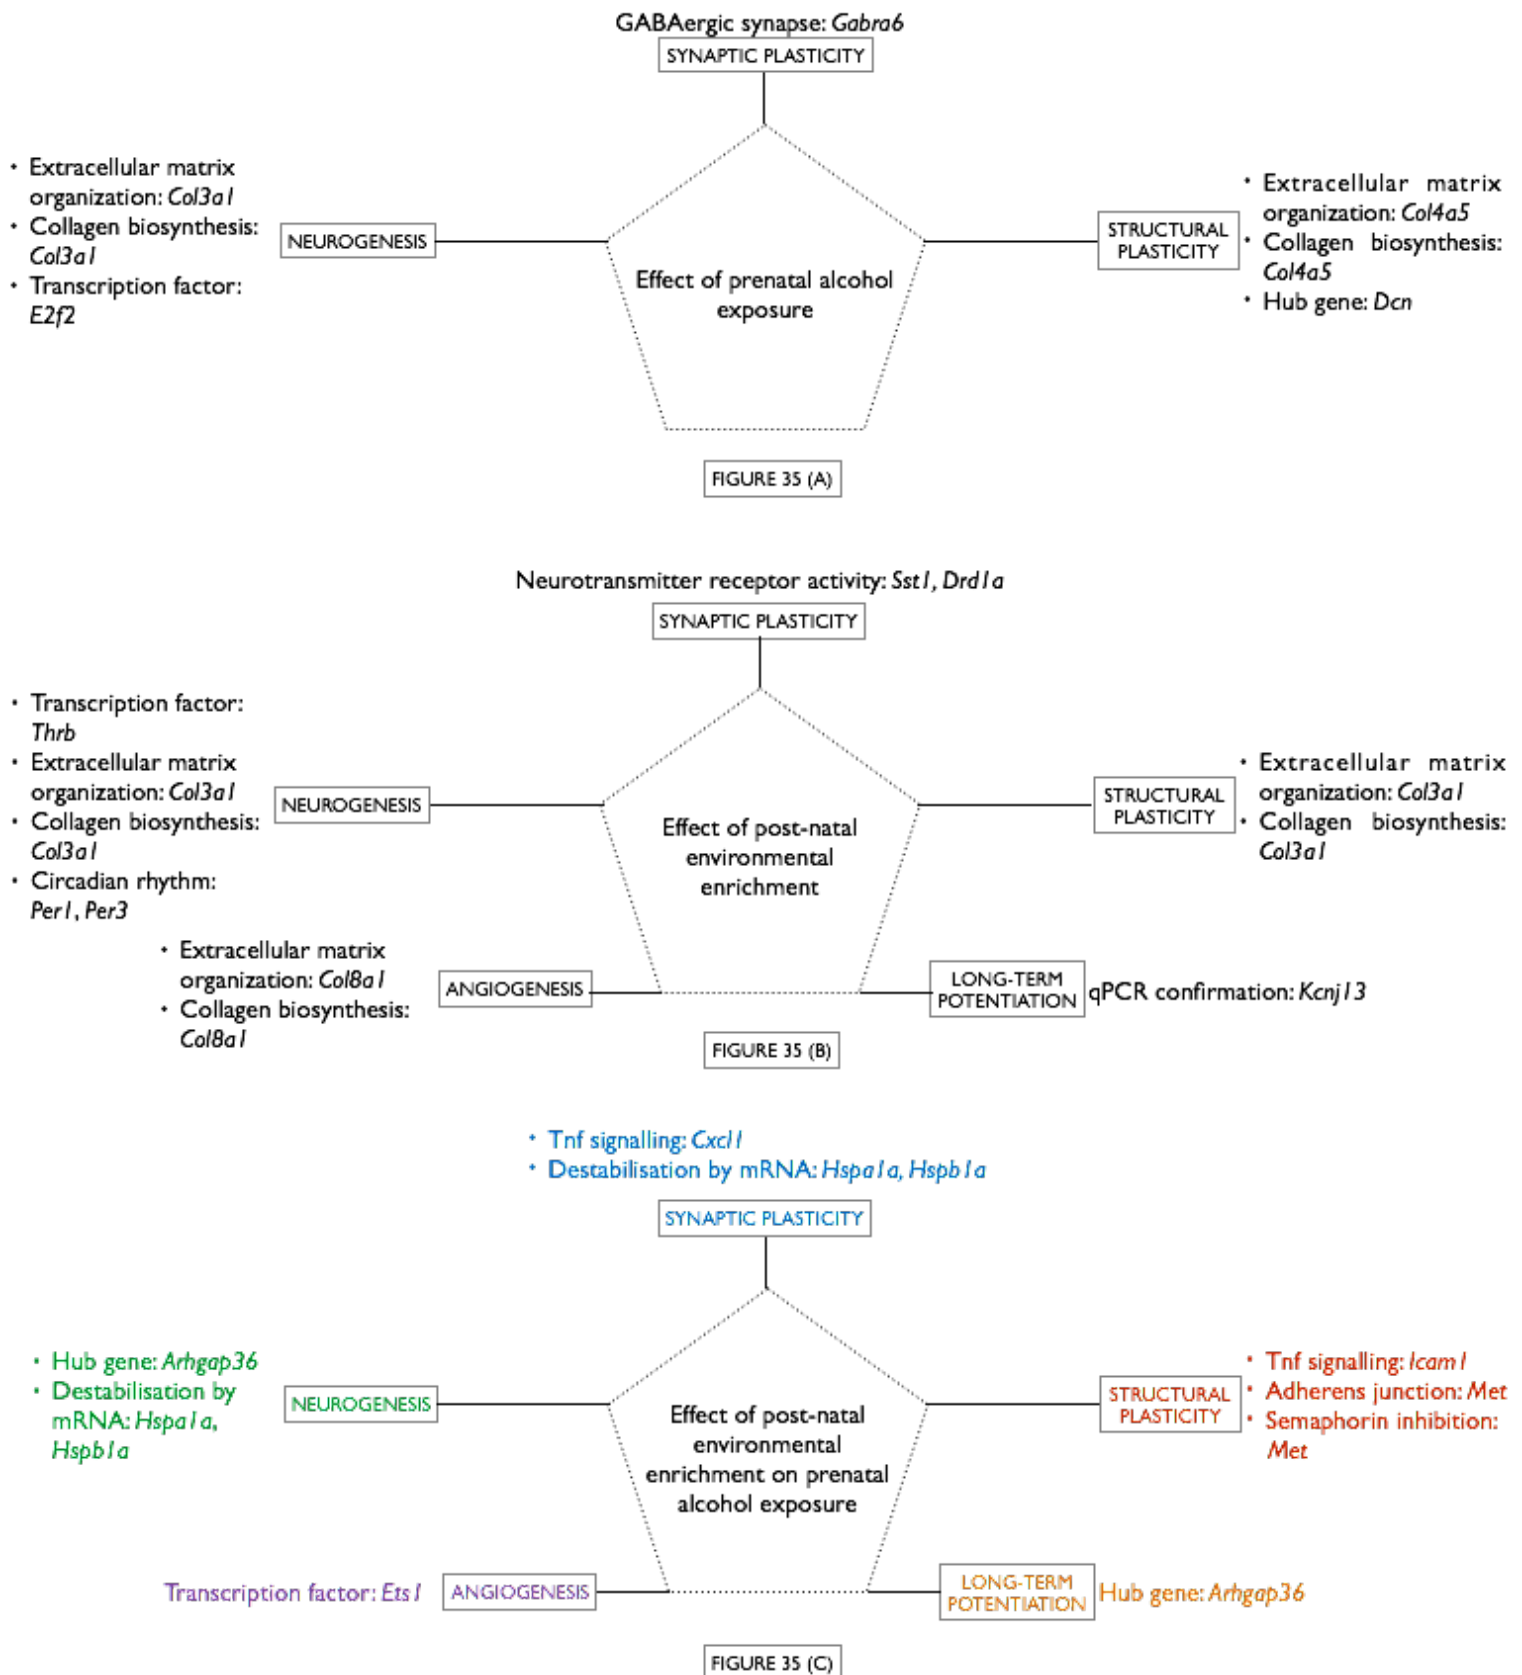 GABAergic synapse: Gabra6
SYNAPTIC PLASTICITY
• Extracellular matrix
organization: Col3a1
• Collagen biosynthesis:
Col3a1
• Transcription factor:
E2f2
NEUROGENESIS
Effect of prenatal alcohol
exposure
STRUCTURAL
PLASTICITY
• Extracellular matrix
organization: Col4a5
• Collagen biosynthesis:
Col4a5
• Hub gene: Dcn
FIGURE 35 (A)
Neurotransmitter receptor activity: Sst1, Drd1a
SYNAPTIC PLASTICITY
• Transcription factor:
Thrb
• Extracellular matrix
organization: Col3a1
• Collagen biosynthesis:
Col3a1
• Circadian rhythm:
Per1, Per3
NEUROGENESIS
Effect of post-natal
environmental
enrichment
STRUCTURAL
PLASTICITY
• Extracellular matrix
organization: Col3a1
• Collagen biosynthesis:
Col3a1
• Extracellular matrix
organization: Col8a1
• Collagen biosynthesis:
Col8a1
ANGIOGENESIS
LONG-TERM
POTENTIATION
qPCR confirmation: Kcnj13
FIGURE 35 (B)
• Tnf signalling: Cxcl1
• Destabilisation by mRNA: Hspa1a, Hspb1a
SYNAPTIC PLASTICITY
• Hub gene: Arhgap36
• Destabilisation by
mRNA: Hspa1a,
Hspb1a
NEUROGENESIS
Effect of post-natal
environmental
enrichment on prenatal
alcohol exposure
STRUCTURAL
PLASTICITY
• Tnf signalling: Icam1
• Adherens junction: Met
• Semaphorin inhibition:
Met
Transcription factor: Ets1
ANGIOGENESIS
LONG-TERM
POTENTIATION
Hub gene: Arhgap36
FIGURE 35 (C)